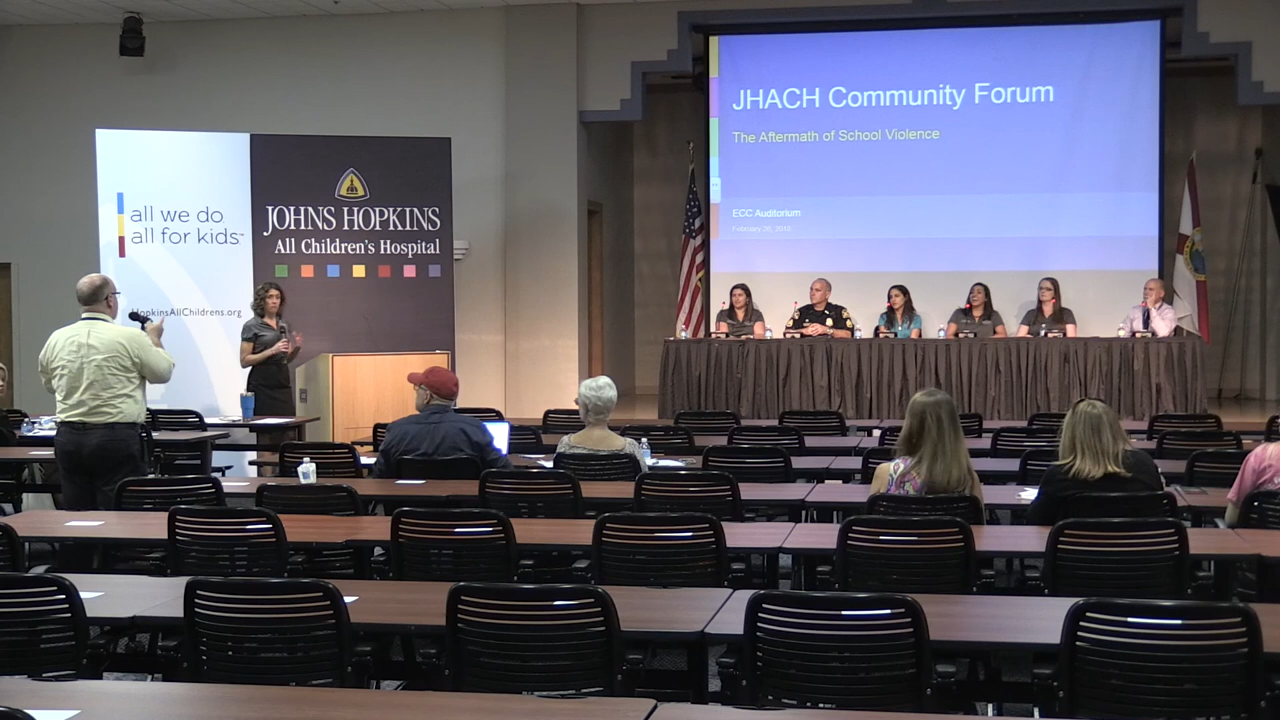 JHACH Community Forum
The Aftermath of School Violence
ECC Auditorium
all we do
all for kids™
JOHNS HOPKINS
All Children's Hospital
HopkinsAllChildrens.org